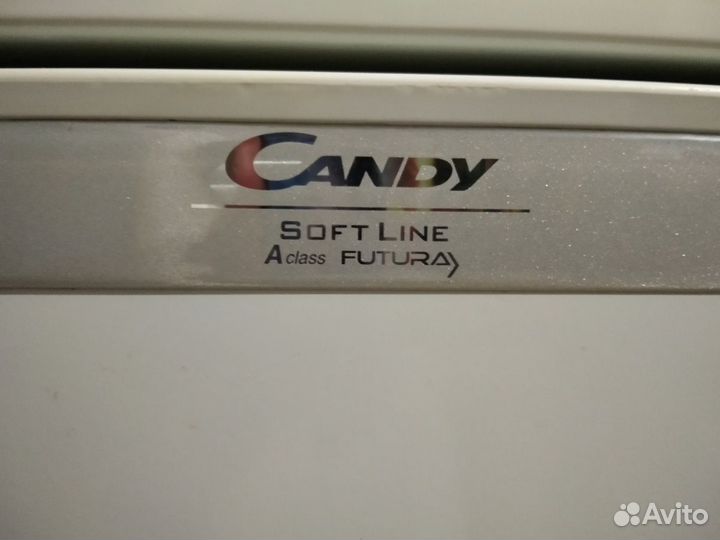 CANDY
SOFT LINE
A class FUTURA
Avito